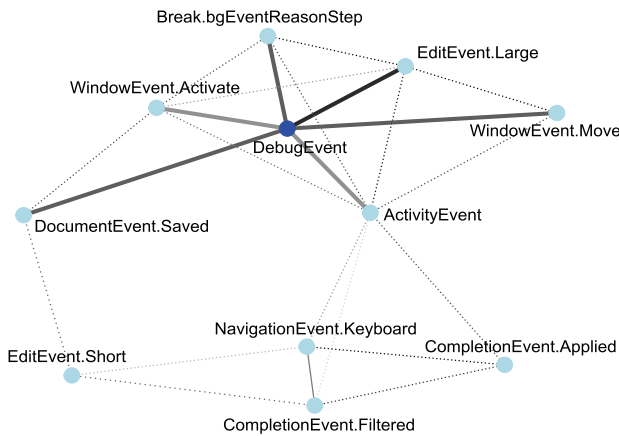 Break.bgEventReasonStep
EditEvent.Large
WindowEvent.Activate
WindowEvent.Move
DebugEvent
ActivityEvent
DocumentEvent.Saved
NavigationEvent.Keyboard
CompletionEvent.Applied
EditEvent.Short
CompletionEvent.Filtered